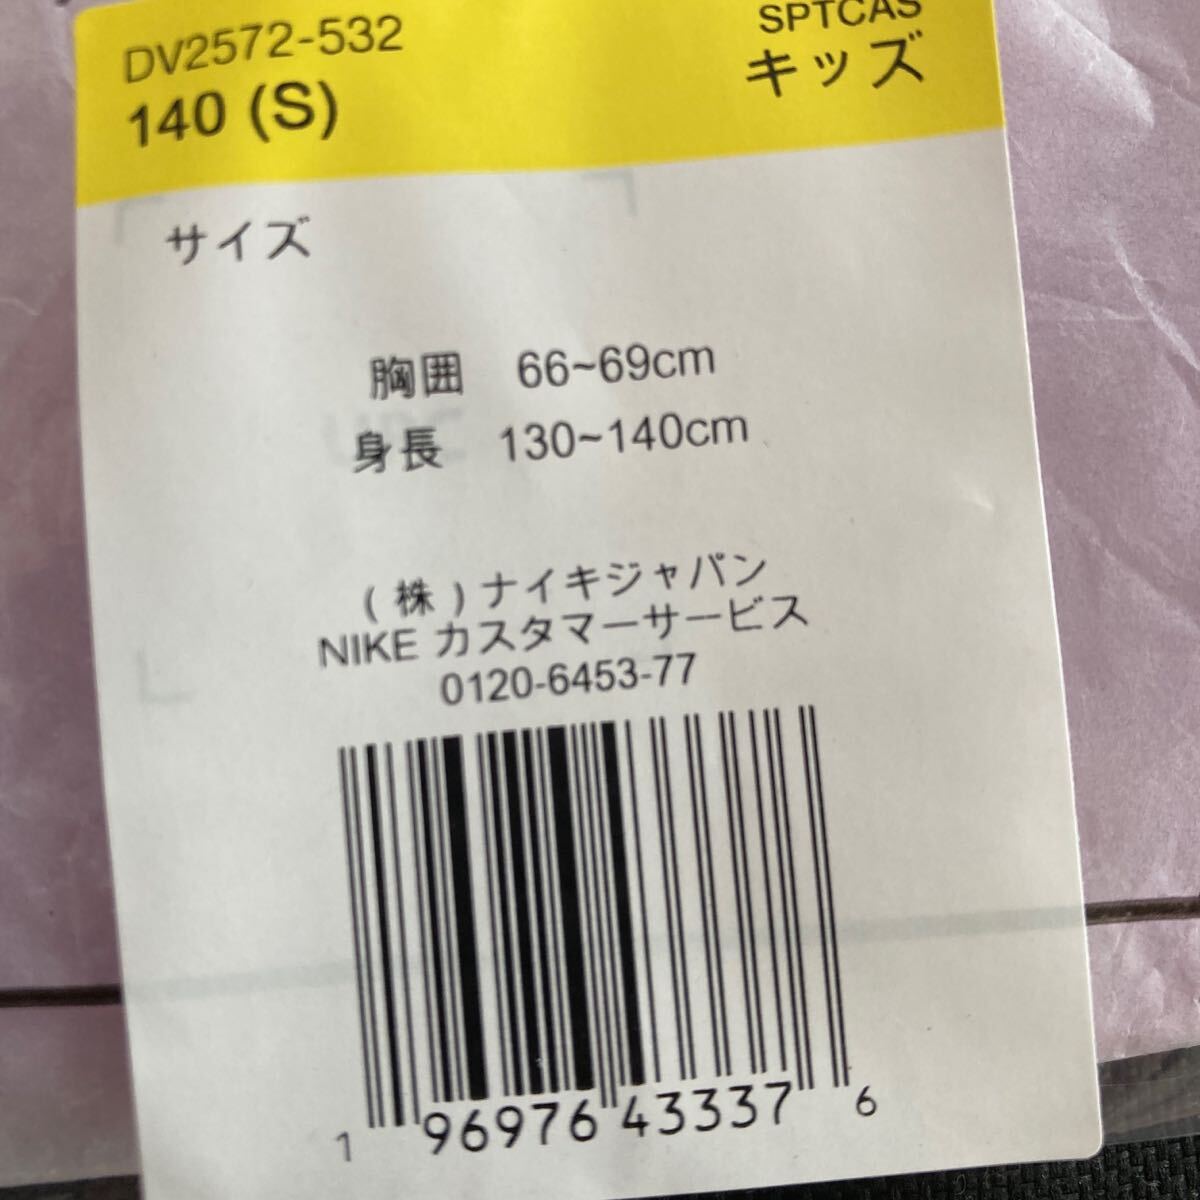 DV2572-532
SPTCAS
140 (S)
キッズ
サイズ
胸囲 66~69cm
身長 130~140cm
(株)ナイキジャパン
NIKE カスタマーサービス
0120-6453-77
1 96976 43337 6